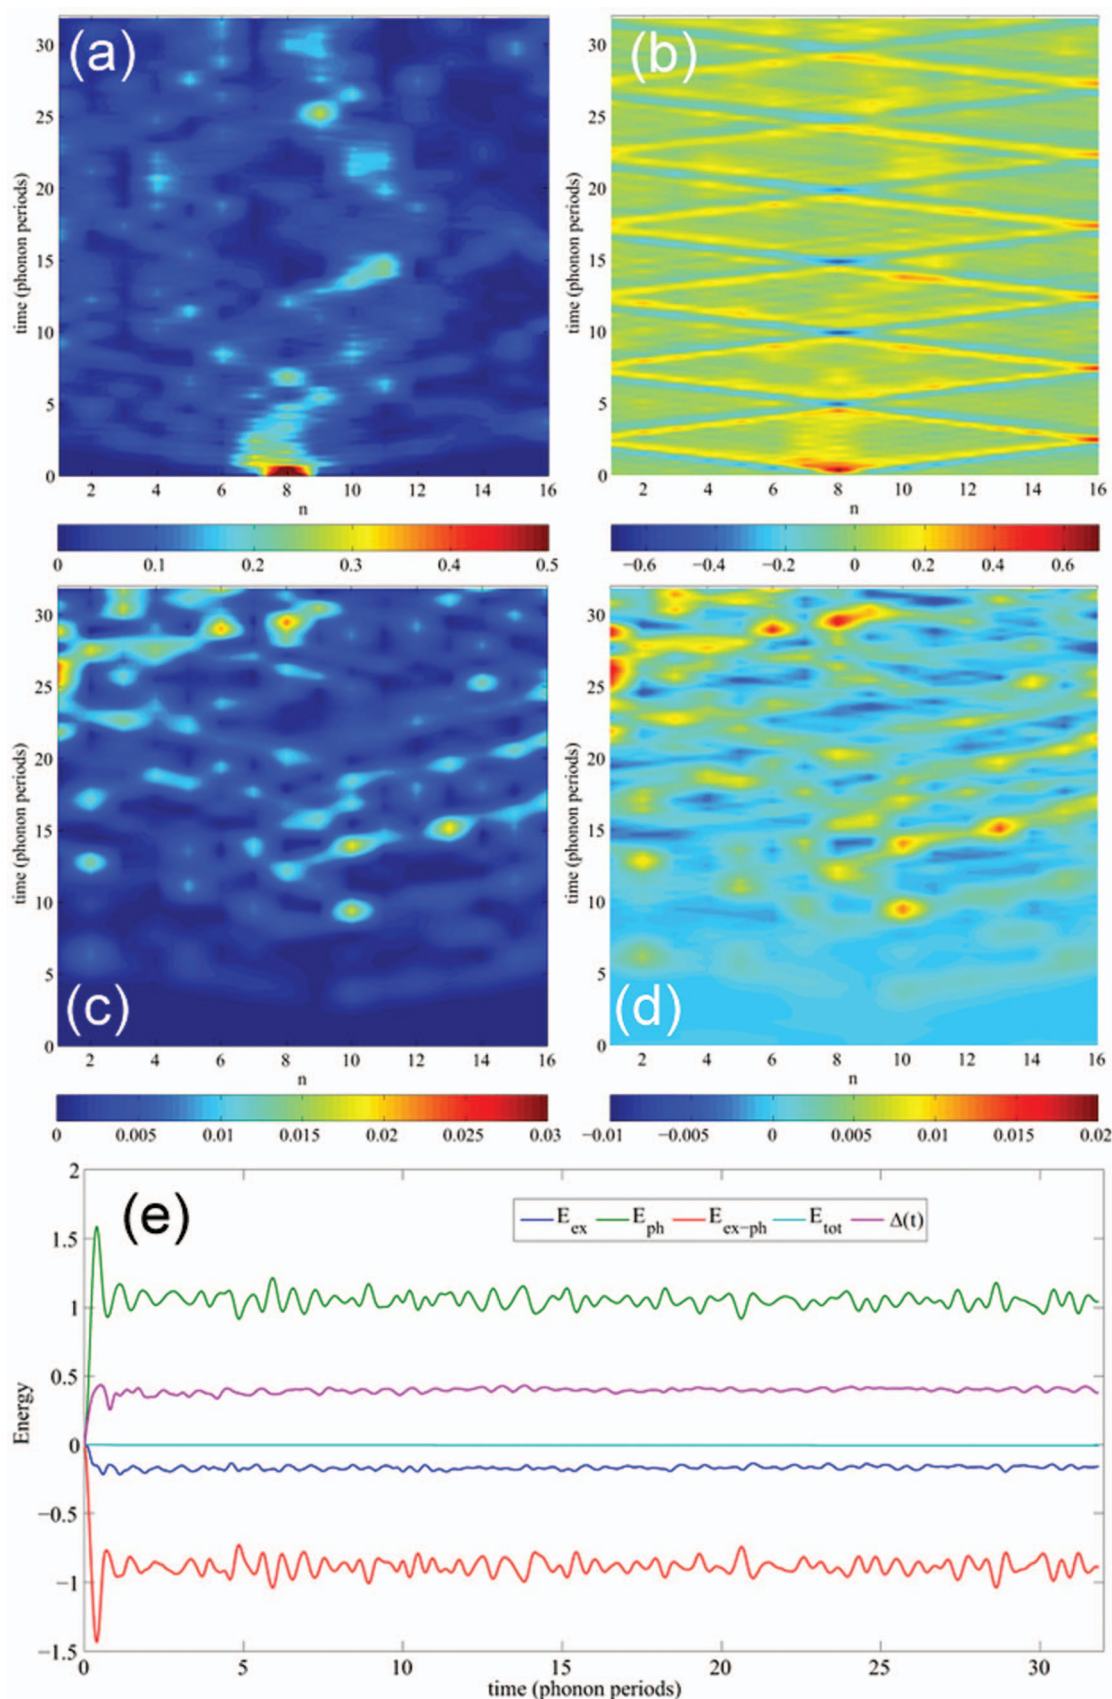 (a)
(b)
time (phonon periods)
30
25
20
15
10
5
0
2 4 6 8 10 12 14 16
n
0 0.1 0.2 0.3 0.4 0.5
time (phonon periods)
30
25
20
15
10
5
0
2 4 6 8 10 12 14 16
n
−0.6 −0.4 −0.2 0 0.2 0.4 0.6
(c)
(d)
time (phonon periods)
30
25
20
15
10
5
0
2 4 6 8 10 12 14 16
n
0 0.005 0.01 0.015 0.02 0.025 0.03
time (phonon periods)
30
25
20
15
10
5
0
2 4 6 8 10 12 14 16
n
−0.01 −0.005 0 0.005 0.01 0.015 0.02
(e)
E_ex E_ph E_ex−ph E_tot Δ(t)
Energy
2
1.5
1
0.5
0
−0.5
−1
−1.5
0 5 10 15 20 25 30
time (phonon periods)